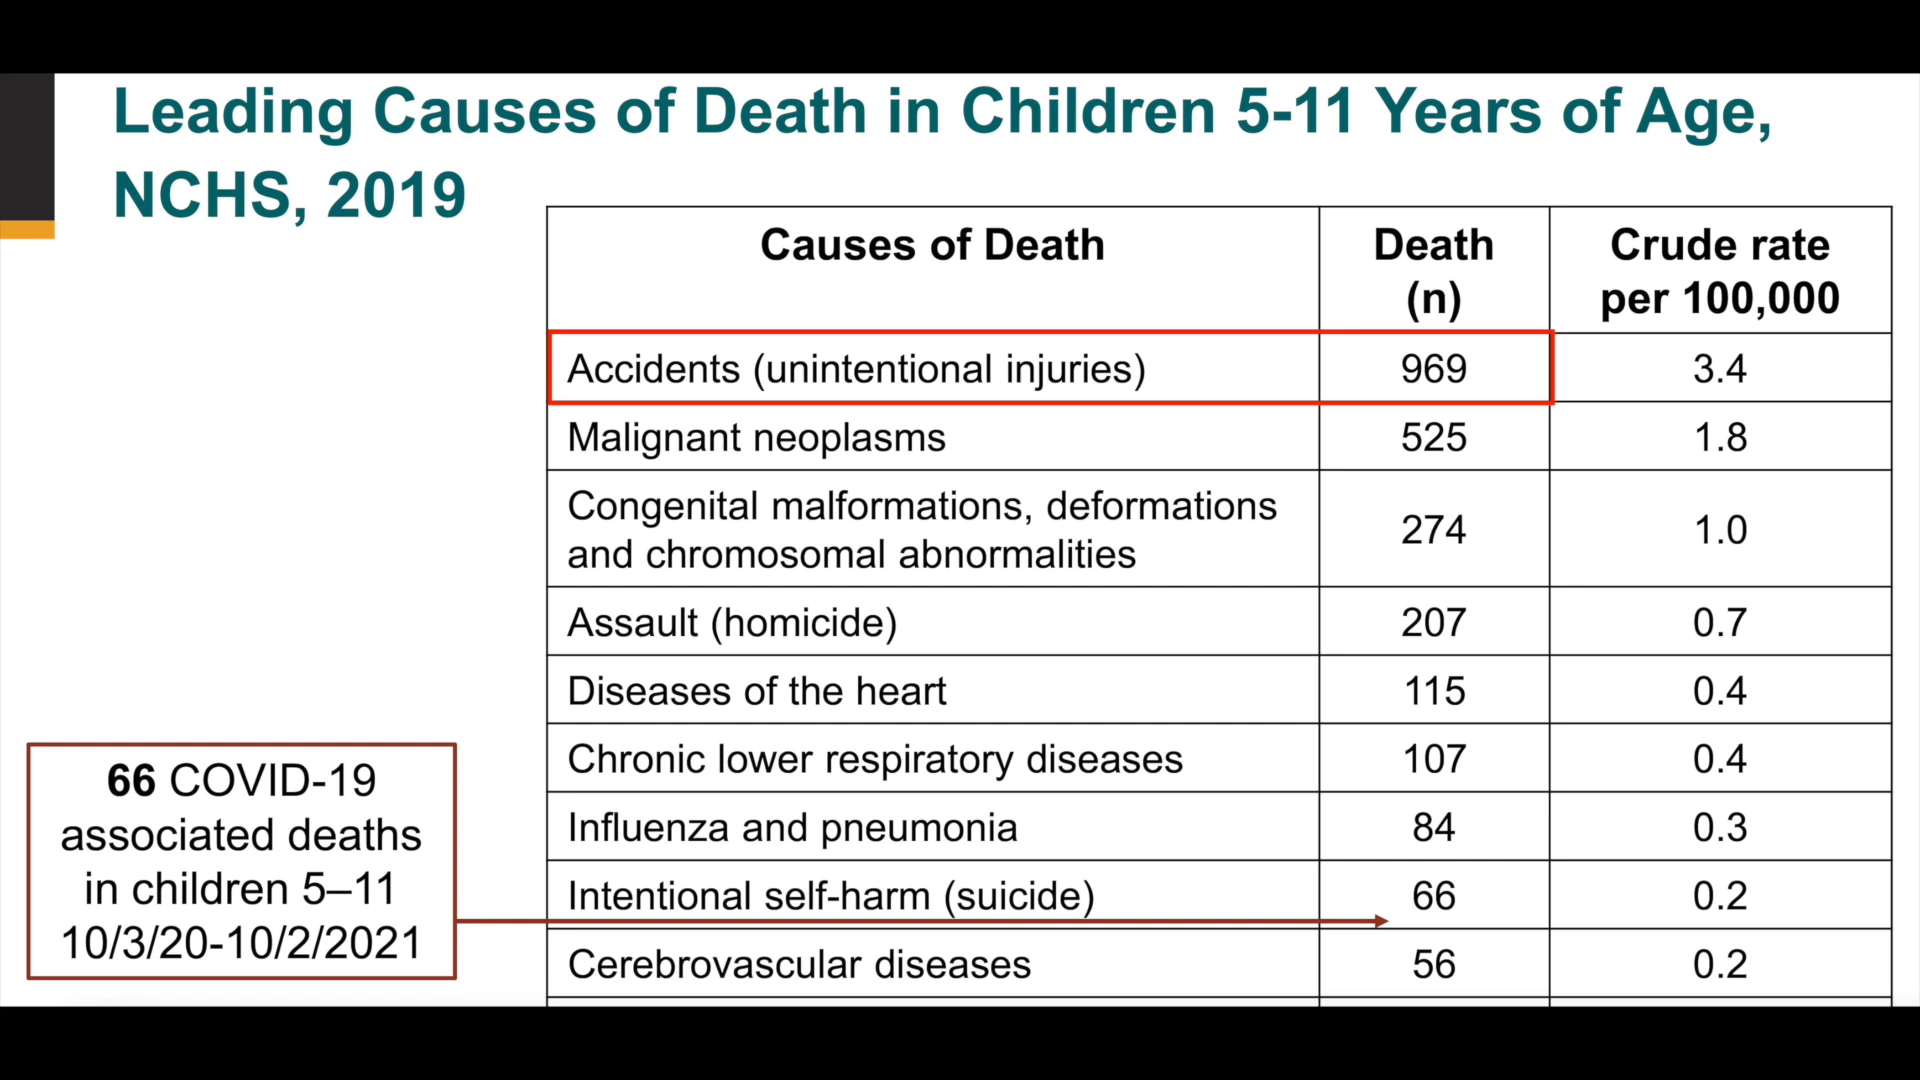 Leading Causes of Death in Children 5-11 Years of Age,
NCHS, 2019
Causes of Death
Death
(n)
Crude rate
per 100,000
Accidents (unintentional injuries)
969
3.4
Malignant neoplasms
525
1.8
Congenital malformations, deformations
and chromosomal abnormalities
274
1.0
Assault (homicide)
207
0.7
Diseases of the heart
115
0.4
Chronic lower respiratory diseases
107
0.4
Influenza and pneumonia
84
0.3
Intentional self-harm (suicide)
66
0.2
Cerebrovascular diseases
56
0.2
66 COVID-19
associated deaths
in children 5–11
10/3/20-10/2/2021